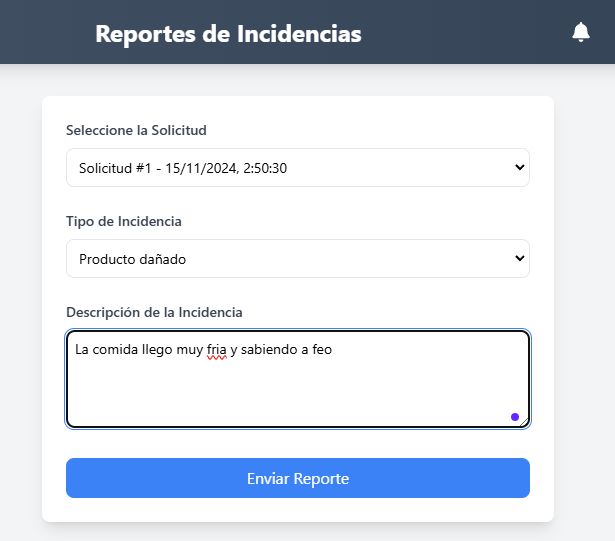 Reportes de Incidencias
Seleccione la Solicitud
Solicitud #1 - 15/11/2024, 2:50:30
Tipo de Incidencia
Producto dañado
Descripción de la Incidencia
La comida llego muy fria y sabiendo a feo
Enviar Reporte